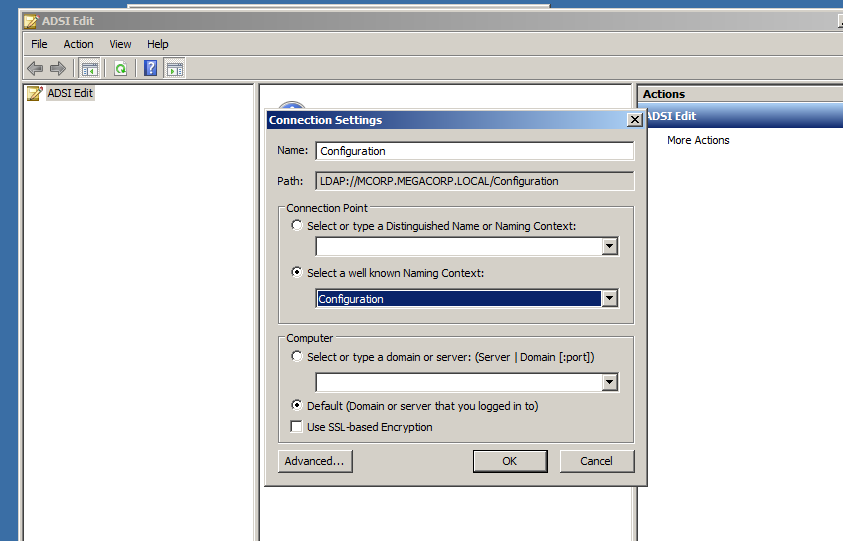 ADSI Edit
File Action View Help
ADSI Edit
Actions
ADSI Edit
More Actions
Connection Settings
Name: Configuration
Path: LDAP://MCORP.MEGACORP.LOCAL/Configuration
Connection Point
Select or type a Distinguished Name or Naming Context:
Select a well known Naming Context:
Configuration
Computer
Select or type a domain or server: (Server | Domain [:port])
Default (Domain or server that you logged in to)
Use SSL-based Encryption
Advanced... OK Cancel